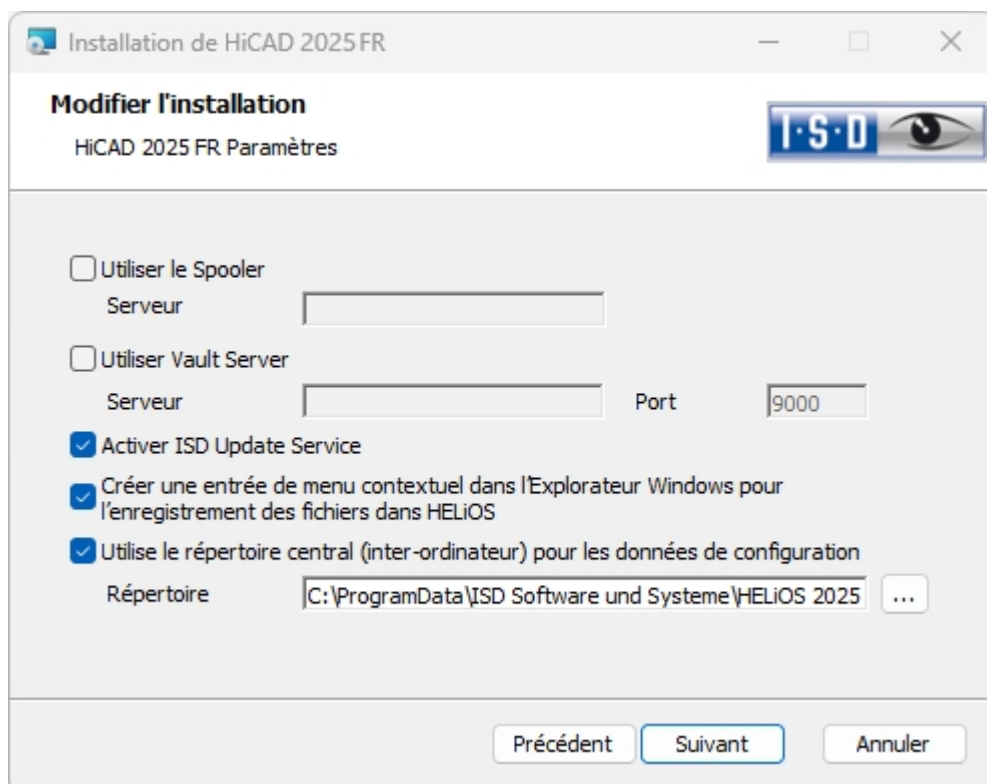 Installation de HiCAD 2025 FR
Modifier l'installation
HiCAD 2025 FR Paramètres
I·S·D
Utiliser le Spooler
Serveur
Utiliser Vault Server
Serveur
Port
9000
Activer ISD Update Service
Créer une entrée de menu contextuel dans l'Explorateur Windows pour
l'enregistrement des fichiers dans HELiOS
Utilise le répertoire central (inter-ordinateur) pour les données de configuration
Répertoire
C:\ProgramData\ISD Software und Systeme\HELiOS 2025
...
Précédent
Suivant
Annuler